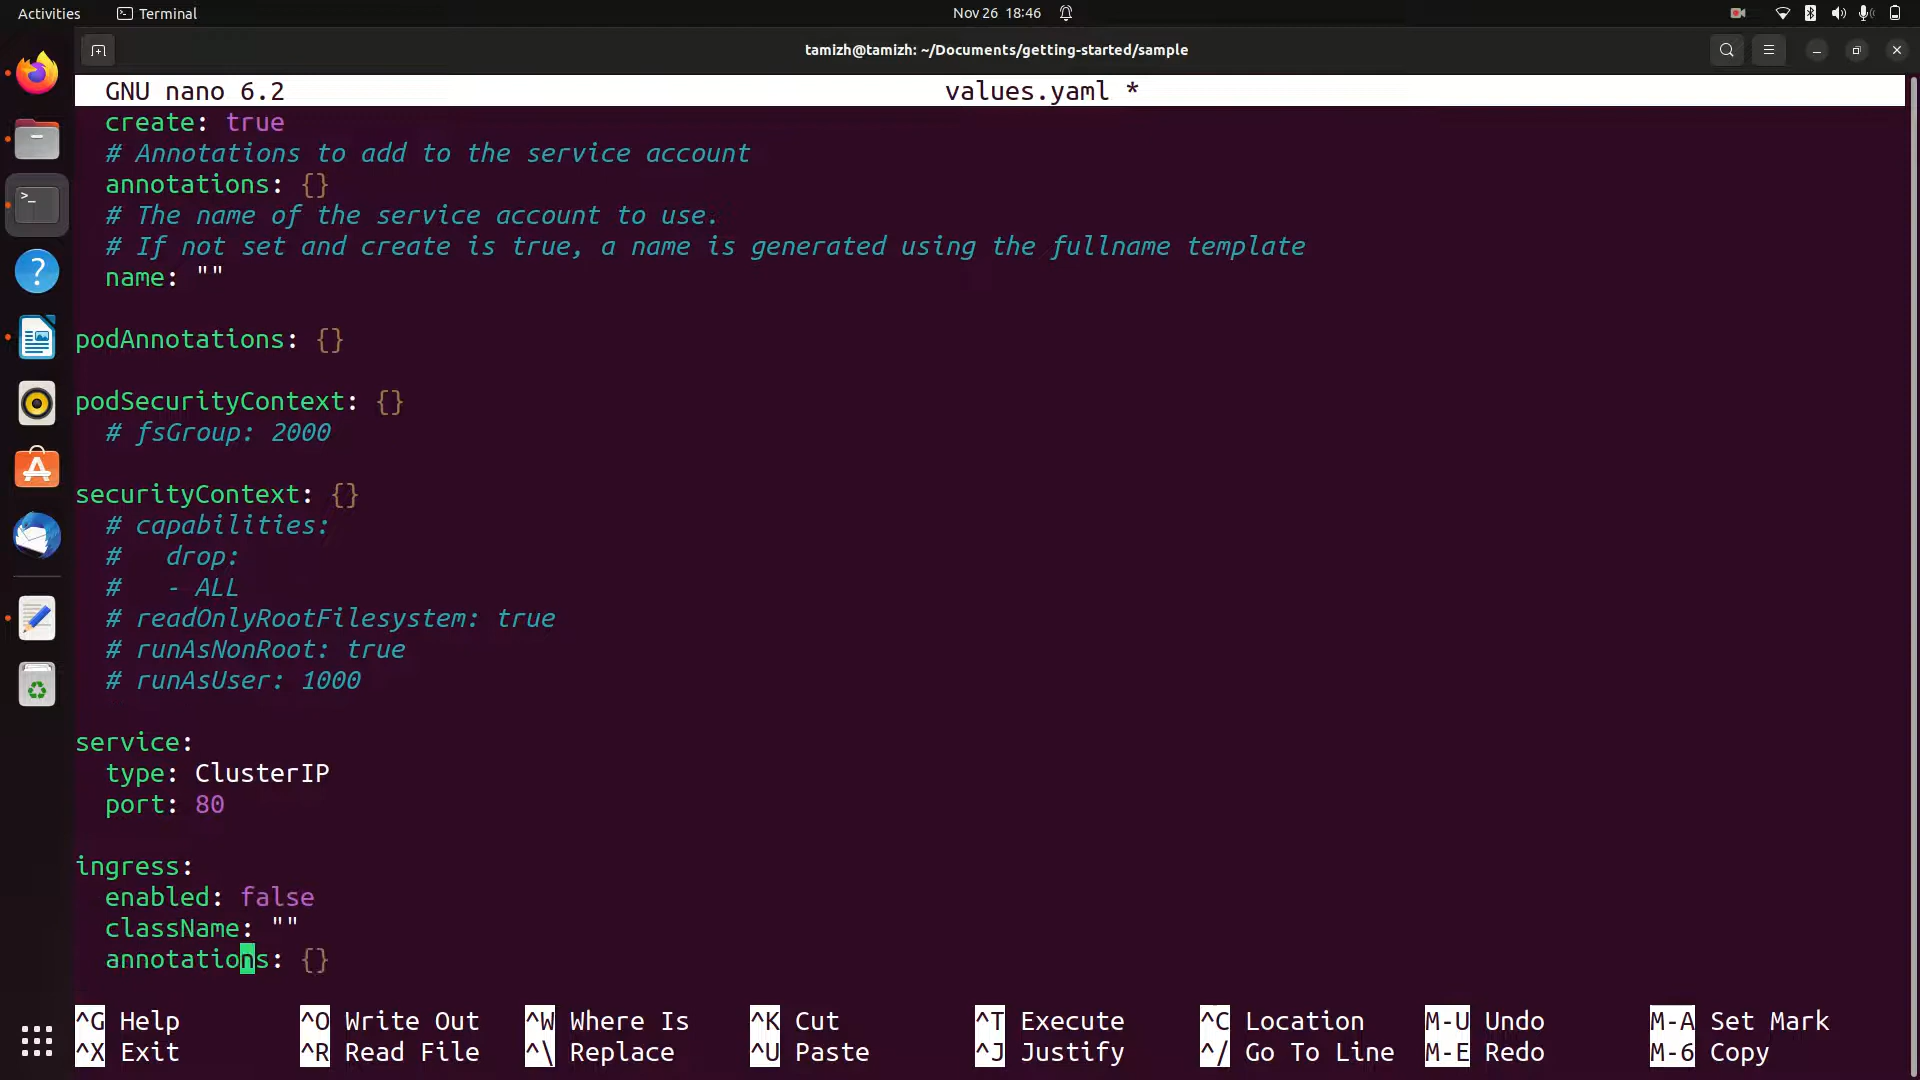 Activities Terminal Nov 26 18:46
tamizh@tamizh: ~/Documents/getting-started/sample
GNU nano 6.2 values.yaml *
create: true
# Annotations to add to the service account
annotations: {}
# The name of the service account to use.
# If not set and create is true, a name is generated using the fullname template
name: ""
podAnnotations: {}
podSecurityContext: {}
# fsGroup: 2000
securityContext: {}
# capabilities:
#   drop:
#   - ALL
# readOnlyRootFilesystem: true
# runAsNonRoot: true
# runAsUser: 1000
service:
type: ClusterIP
port: 80
ingress:
enabled: false
className: ""
annotations: {}
^G Help ^O Write Out ^W Where Is ^K Cut ^T Execute ^C Location M-U Undo M-A Set Mark
^X Exit ^R Read File ^\ Replace ^U Paste ^J Justify ^/ Go To Line M-E Redo M-6 Copy